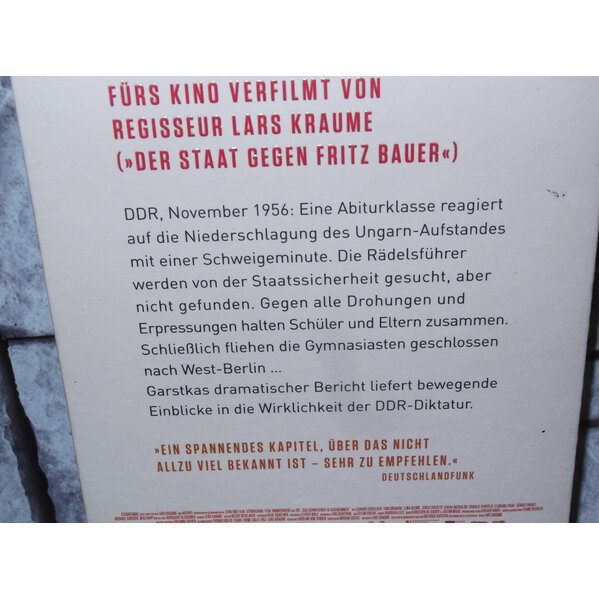 FÜRS KINO VERFILMT VON
REGISSEUR LARS KRAUME
(»DER STAAT GEGEN FRITZ BAUER«)
DDR, November 1956: Eine Abiturklasse reagiert
auf die Niederschlagung des Ungarn-Aufstandes
mit einer Schweigeminute. Die Rädelsführer
werden von der Staatssicherheit gesucht, aber
nicht gefunden. Gegen alle Drohungen und
Erpressungen halten Schüler und Eltern zusammen.
Schließlich fliehen die Gymnasiasten geschlossen
nach West-Berlin ...
Garstkas dramatischer Bericht liefert bewegende
Einblicke in die Wirklichkeit der DDR-Diktatur.
»EIN SPANNENDES KAPITEL, ÜBER DAS NICHT
ALLZU VIEL BEKANNT IST – SEHR ZU EMPFEHLEN.«
DEUTSCHLANDFUNK